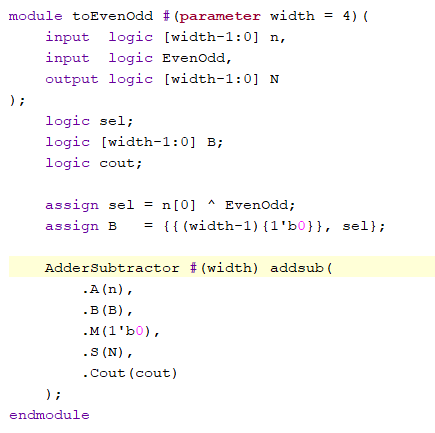 module toEvenOdd #(parameter width = 4)(
    input  logic [width-1:0] n,
    input  logic EvenOdd,
    output logic [width-1:0] N
);
    logic sel;
    logic [width-1:0] B;
    logic cout;

    assign sel = n[0] ^ EvenOdd;
    assign B   = {{(width-1){1'b0}}, sel};

    AdderSubtractor #(width) addsub(
        .A(n),
        .B(B),
        .M(1'b0),
        .S(N),
        .Cout(cout)
    );
endmodule